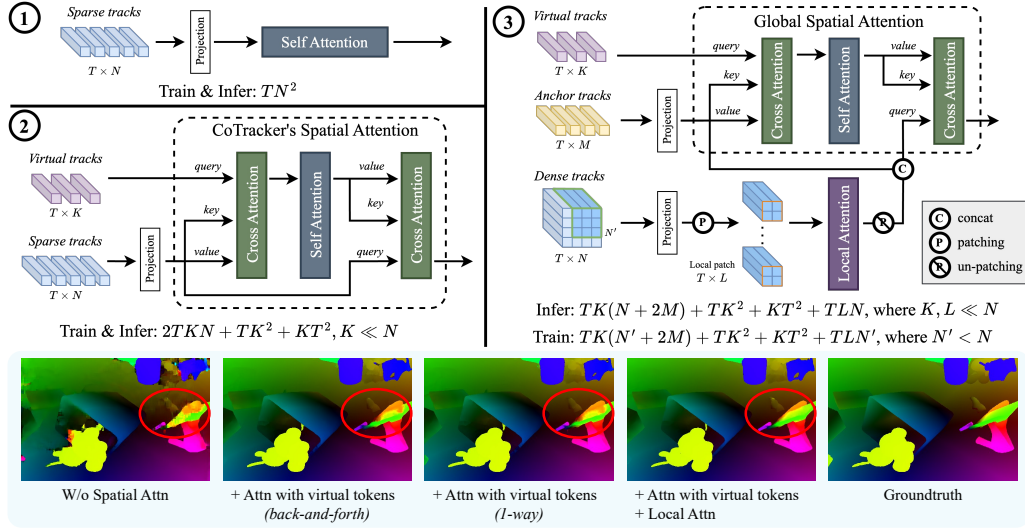 1
Sparse tracks
T × N
Projection
Self Attention
Train & Infer: TN²
2
CoTracker's Spatial Attention
Virtual tracks
T × K
Sparse tracks
T × N
Projection
query
key
value
Cross Attention
Self Attention
value
key
query
Cross Attention
Train & Infer: 2TKN + TK² + KT², K ≪ N
3
Global Spatial Attention
Virtual tracks
T × K
Anchor tracks
T × M
Projection
query
key
value
Cross Attention
Self Attention
value
key
query
Cross Attention
Dense tracks
N′
T × N
Projection
P
Local patch
T × L
Local Attention
P
C
C concat
P patching
P un-patching
Infer: TK(N + 2M) + TK² + KT² + TLN, where K, L ≪ N
Train: TK(N′ + 2M) + TK² + KT² + TLN′, where N′ < N
W/o Spatial Attn
+ Attn with virtual tokens
(back-and-forth)
+ Attn with virtual tokens
(1-way)
+ Attn with virtual tokens
+ Local Attn
Groundtruth